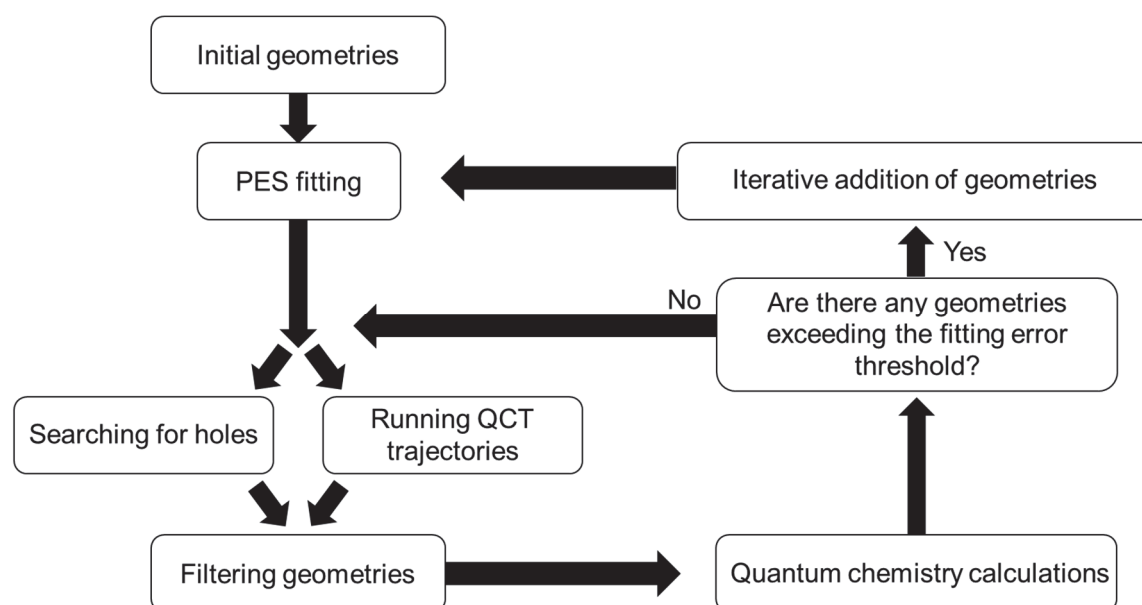 Initial geometries
PES fitting
Iterative addition of geometries
Yes
No
Are there any geometries
exceeding the fitting error
threshold?
Searching for holes
Running QCT
trajectories
Filtering geometries
Quantum chemistry calculations